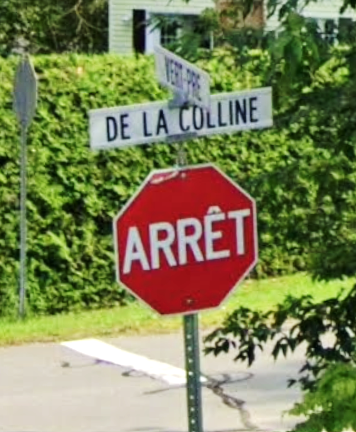 VERT-PRÉ
DE LA COLLINE
ARRÊT